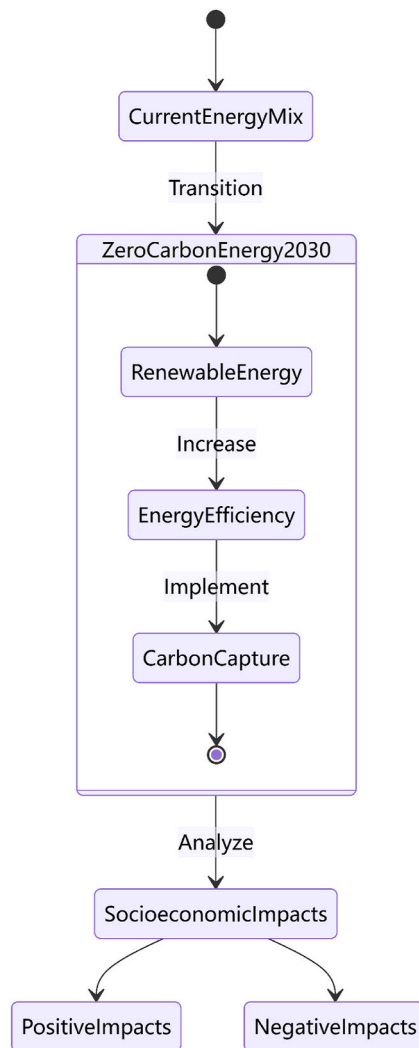 CurrentEnergyMix
Transition
ZeroCarbonEnergy2030
RenewableEnergy
Increase
EnergyEfficiency
Implement
CarbonCapture
Analyze
SocioeconomicImpacts
PositiveImpacts
NegativeImpacts